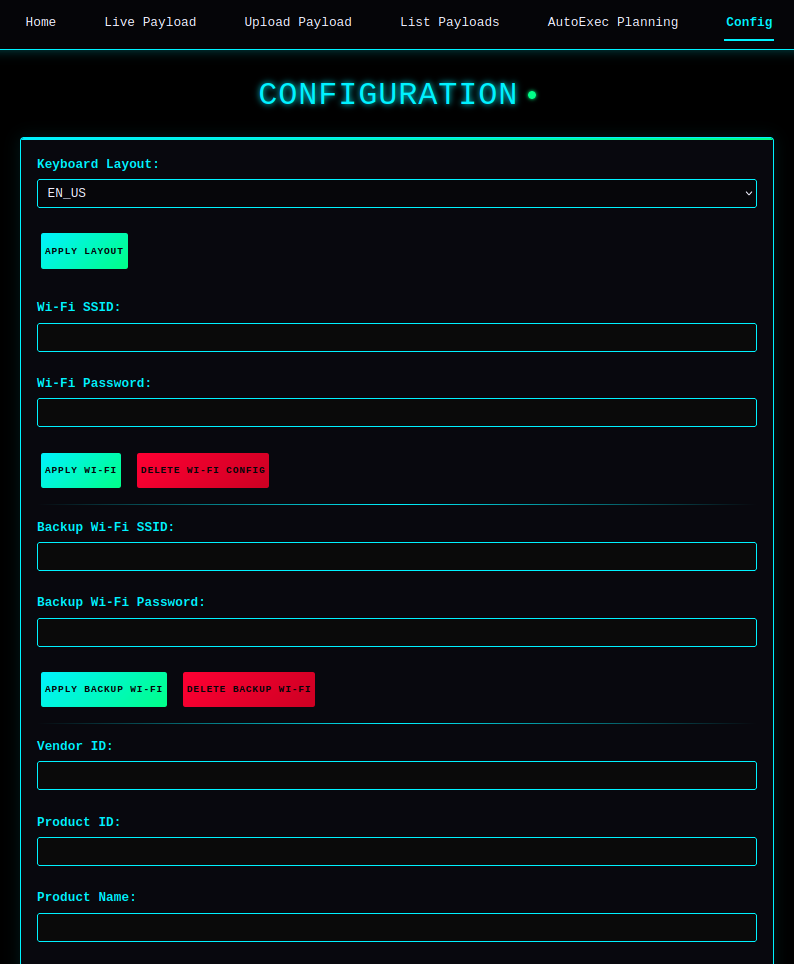 Home Live Payload Upload Payload List Payloads AutoExec Planning Config
CONFIGURATION
Keyboard Layout:
EN_US
APPLY LAYOUT
Wi-Fi SSID:
Wi-Fi Password:
APPLY WI-FI DELETE WI-FI CONFIG
Backup Wi-Fi SSID:
Backup Wi-Fi Password:
APPLY BACKUP WI-FI DELETE BACKUP WI-FI
Vendor ID:
Product ID:
Product Name: